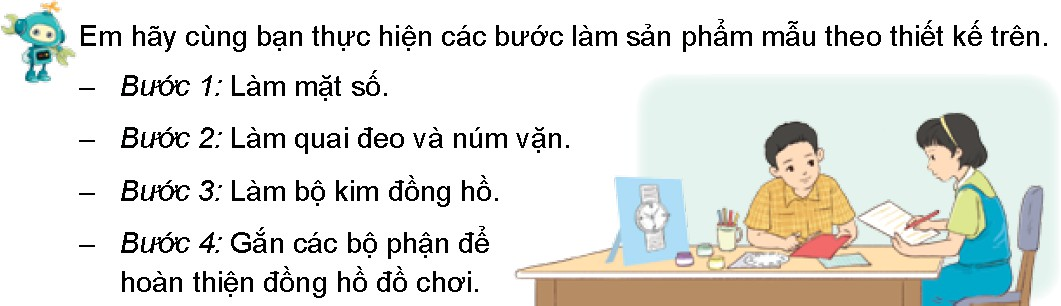 Em hãy cùng bạn thực hiện các bước làm sản phẩm mẫu theo thiết kế trên.
– Bước 1: Làm mặt số.
– Bước 2: Làm quai đeo và núm vặn.
– Bước 3: Làm bộ kim đồng hồ.
– Bước 4: Gắn các bộ phận để
hoàn thiện đồng hồ đồ chơi.